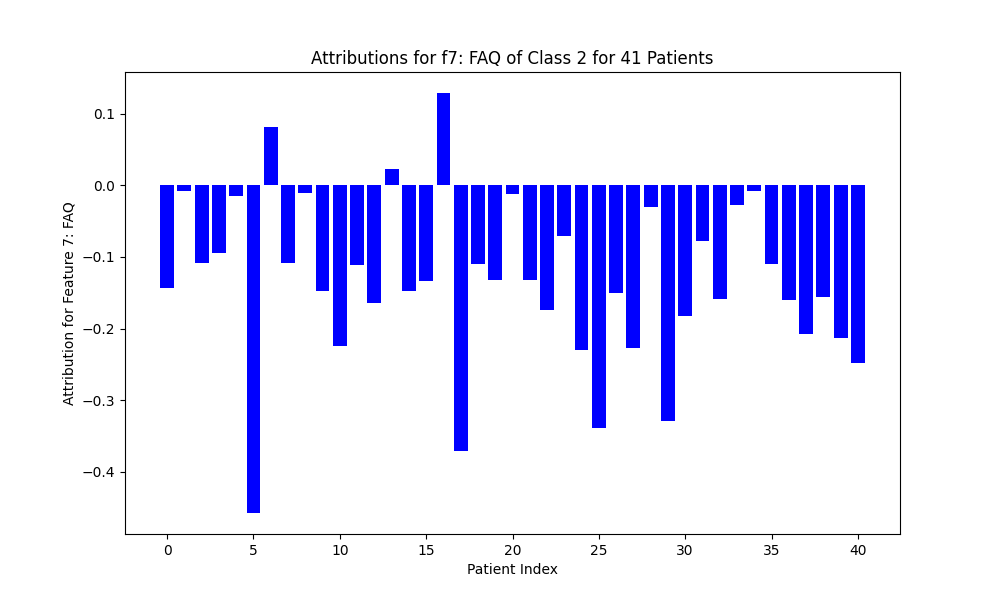 Attributions for f7: FAQ of Class 2 for 41 Patients
Attribution for Feature 7: FAQ
0.1
0.0
−0.1
−0.2
−0.3
−0.4
0 5 10 15 20 25 30 35 40
Patient Index